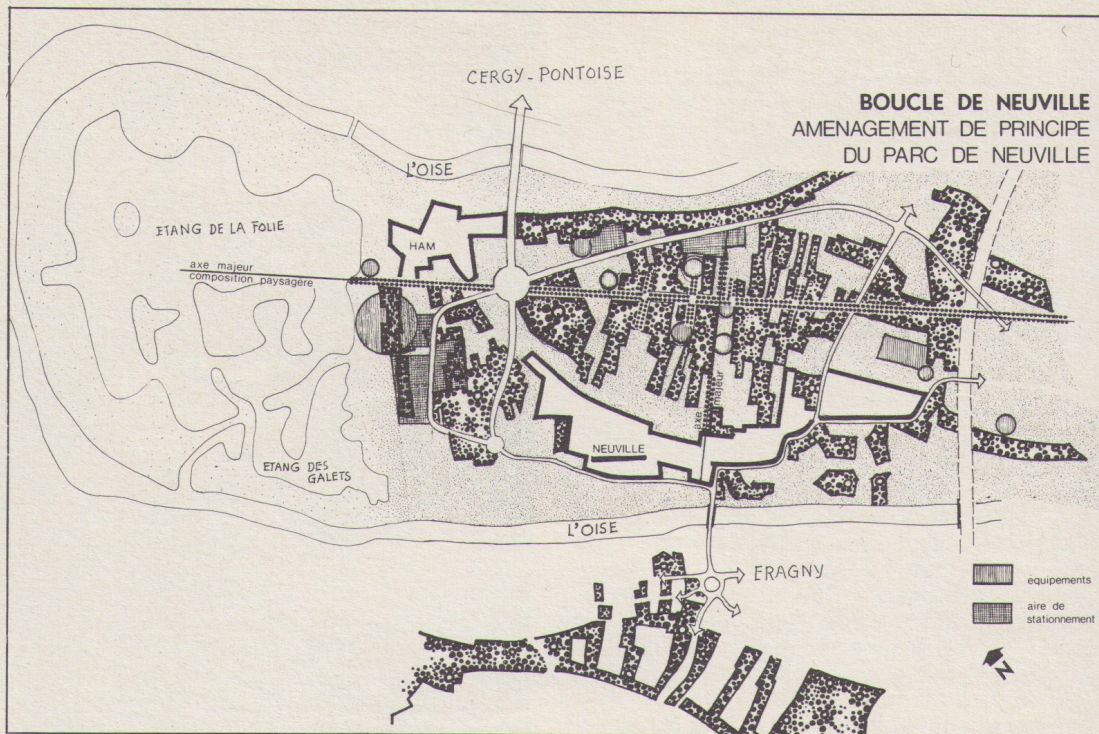 CERGY-PONTOISE
BOUCLE DE NEUVILLE
AMENAGEMENT DE PRINCIPE
DU PARC DE NEUVILLE
L'OISE
ETANG DE LA FOLIE
HAM
axe majeur
composition paysagère
axe majeur
NEUVILLE
ETANG DES
GALETS
L'OISE
ERAGNY
équipements
aire de
stationnement
N